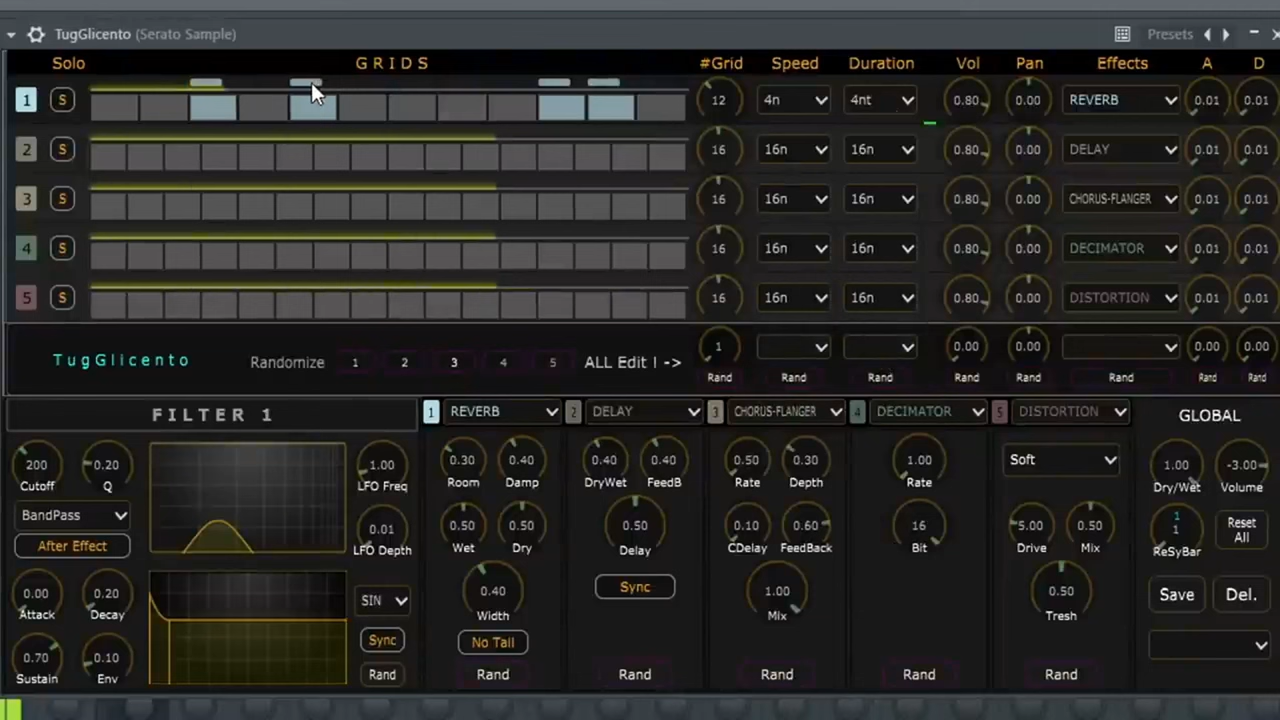 TugGlicento (Serato Sample) Presets
Solo GRIDS #Grid Speed Duration Vol Pan Effects A D
1 S 12 4n 4nt 0.80 0.00 REVERB 0.01 0.01
2 S 16 16n 16n 0.80 0.00 DELAY 0.01 0.01
3 S 16 16n 16n 0.80 0.00 CHORUS-FLANGER 0.01 0.01
4 S 16 16n 16n 0.80 0.00 DECIMATOR 0.01 0.01
5 S 16 16n 16n 0.80 0.00 DISTORTION 0.01 0.01
TugGlicento Randomize 1 2 3 4 5 ALL Edit ! -> 1 0.00 0.00 0.00 0.00
Rand Rand Rand Rand Rand Rand Rand Rand
FILTER 1 1 REVERB 2 DELAY 3 CHORUS-FLANGER 4 DECIMATOR 5 DISTORTION GLOBAL
200 0.20 1.00 0.30 0.40 0.40 0.40 0.50 0.30 1.00 Soft 1.00 -3.00
Cutoff Q LFO Freq Room Damp DryWet FeedB Rate Depth Rate Dry/Wet Volume
BandPass 0.01 0.50 0.50 0.50 0.10 0.60 16 5.00 0.50 1 1 Reset All
After Effect LFO Depth Wet Dry Delay CDelay FeedBack Bit Drive Mix ReSyBar
0.00 0.20 SIN 0.40 Sync 1.00 0.50 Save Del.
Attack Decay Width Mix Tresh
0.70 0.10 Sync No Tail
Sustain Env Rand Rand Rand Rand Rand Rand